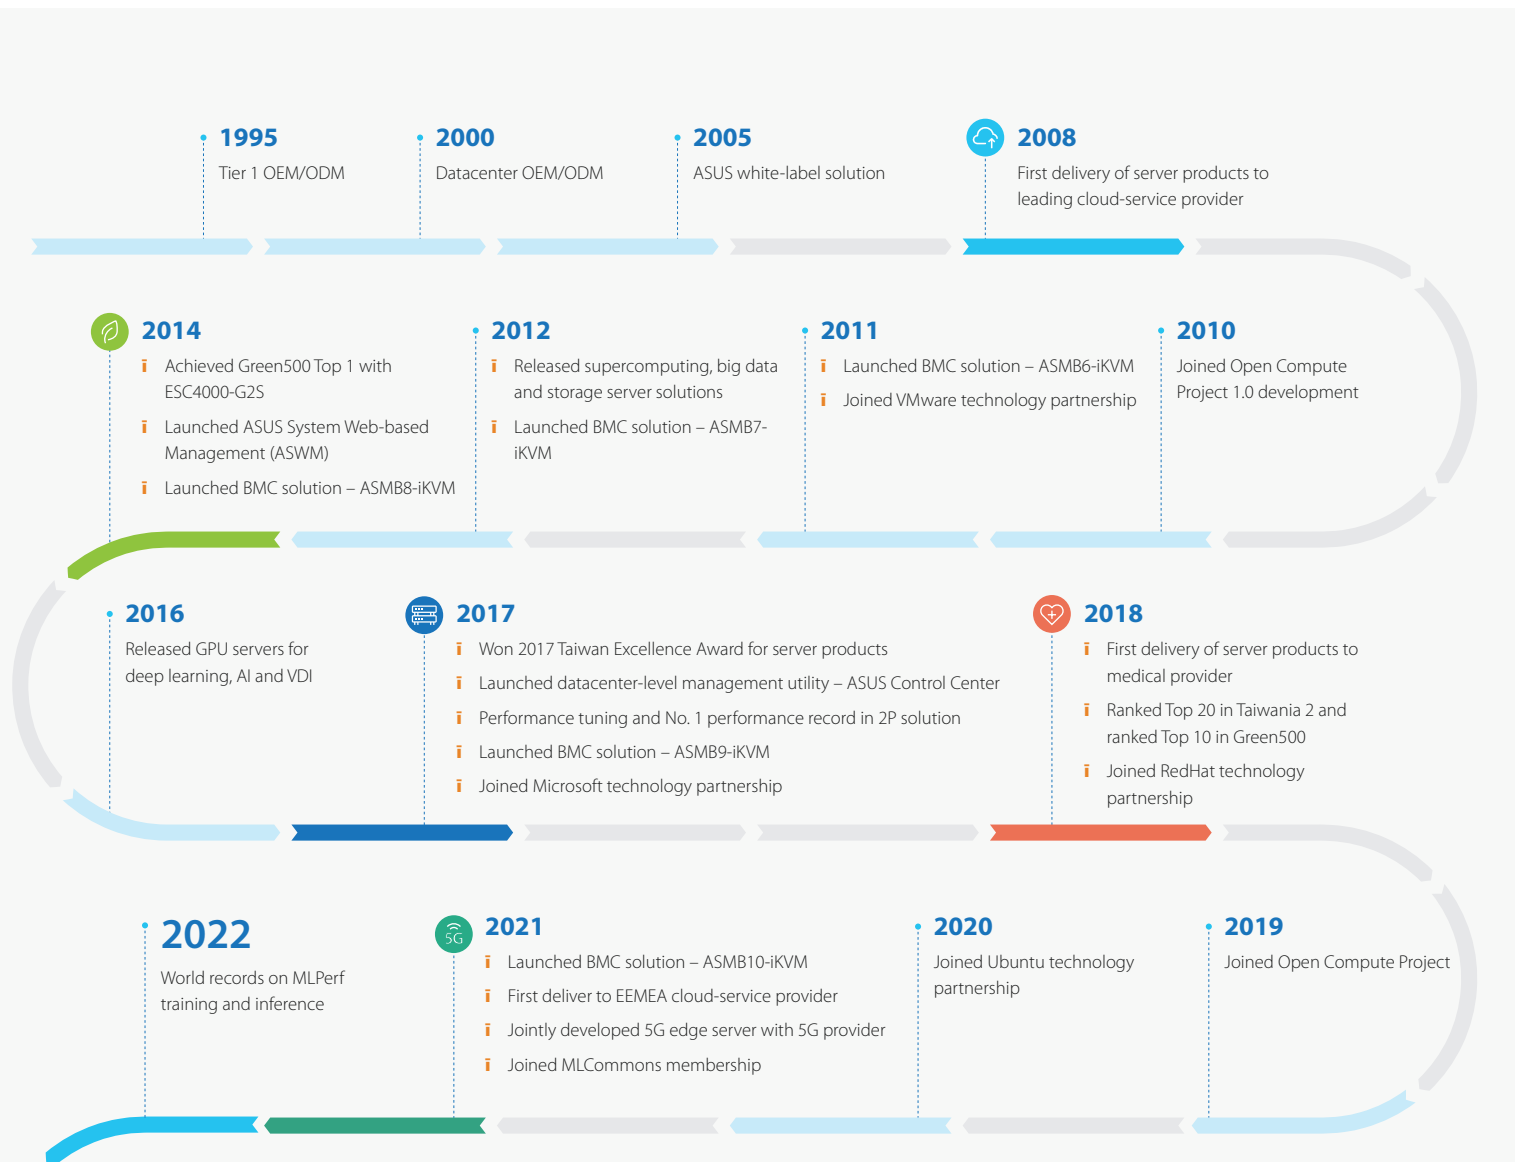 1995
Tier 1 OEM/ODM
2000
Datacenter OEM/ODM
2005
ASUS white-label solution
2008
First delivery of server products to
leading cloud-service provider
2014
Achieved Green500 Top 1 with
ESC4000-G2S
Launched ASUS System Web-based
Management (ASWM)
Launched BMC solution – ASMB8-iKVM
2012
Released supercomputing, big data
and storage server solutions
Launched BMC solution – ASMB7-
iKVM
2011
Launched BMC solution – ASMB6-iKVM
Joined VMware technology partnership
2010
Joined Open Compute
Project 1.0 development
2016
Released GPU servers for
deep learning, AI and VDI
2017
Won 2017 Taiwan Excellence Award for server products
Launched datacenter-level management utility – ASUS Control Center
Performance tuning and No. 1 performance record in 2P solution
Launched BMC solution – ASMB9-iKVM
Joined Microsoft technology partnership
2018
First delivery of server products to
medical provider
Ranked Top 20 in Taiwania 2 and
ranked Top 10 in Green500
Joined RedHat technology
partnership
2022
World records on MLPerf
training and inference
5G
2021
Launched BMC solution – ASMB10-iKVM
First deliver to EEMEA cloud-service provider
Jointly developed 5G edge server with 5G provider
Joined MLCommons membership
2020
Joined Ubuntu technology
partnership
2019
Joined Open Compute Project